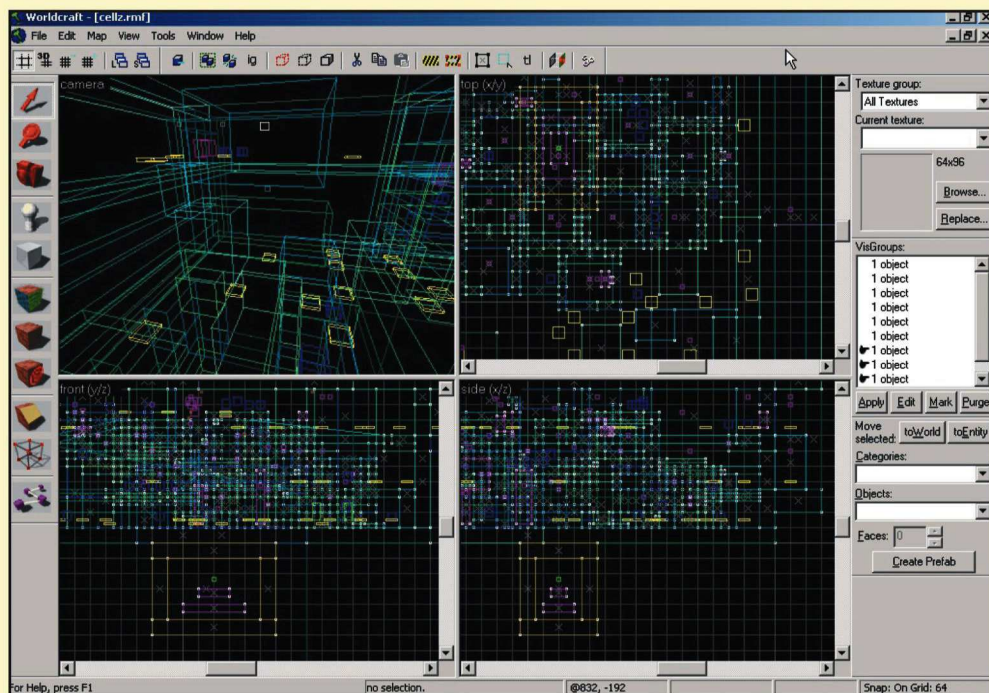 Worldcraft - [cellz.rmf]
File Edit Map View Tools Window Help
3D
ig
tl
camera
top (x/y)
front (y/z)
side (x/z)
Texture group:
All Textures
Current texture:
64x96
Browse...
Replace...
VisGroups:
1 object
1 object
1 object
1 object
1 object
1 object
1 object
1 object
1 object
Apply Edit Mark Purge
Move selected: toWorld toEntity
Categories:
Objects:
Faces: 0
Create Prefab
For Help, press F1
no selection.
@832, -192
Snap: On Grid: 64